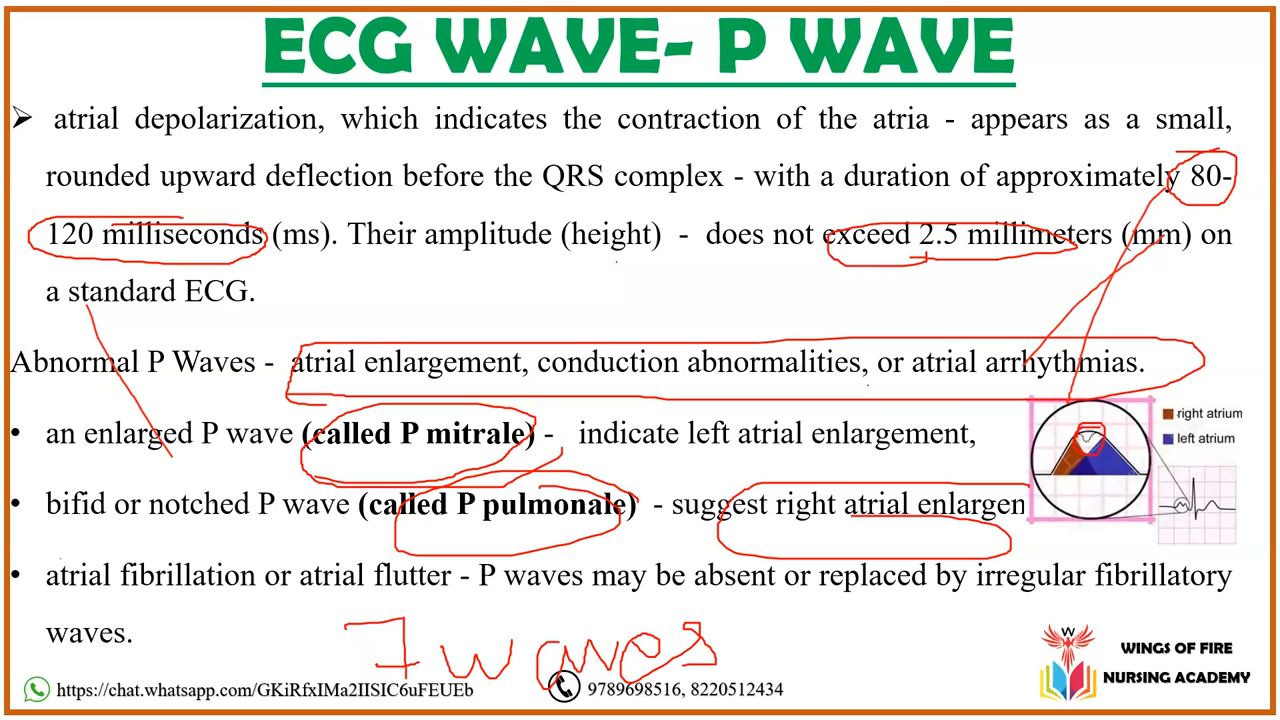 ECG WAVE- P WAVE
➤ atrial depolarization, which indicates the contraction of the atria - appears as a small,
rounded upward deflection before the QRS complex - with a duration of approximately 80-
120 milliseconds (ms). Their amplitude (height) - does not exceed 2.5 millimeters (mm) on
a standard ECG.
Abnormal P Waves - atrial enlargement, conduction abnormalities, or atrial arrhythmias.
• an enlarged P wave (called P mitrale) - indicate left atrial enlargement,
right atrium
left atrium
• bifid or notched P wave (called P pulmonale) - suggest right atrial enlargen
• atrial fibrillation or atrial flutter - P waves may be absent or replaced by irregular fibrillatory
waves.
7 waves
W
WINGS OF FIRE
NURSING ACADEMY
https://chat.whatsapp.com/GKiRfxIMa2IISIC6uFEUEb
9789698516, 8220512434